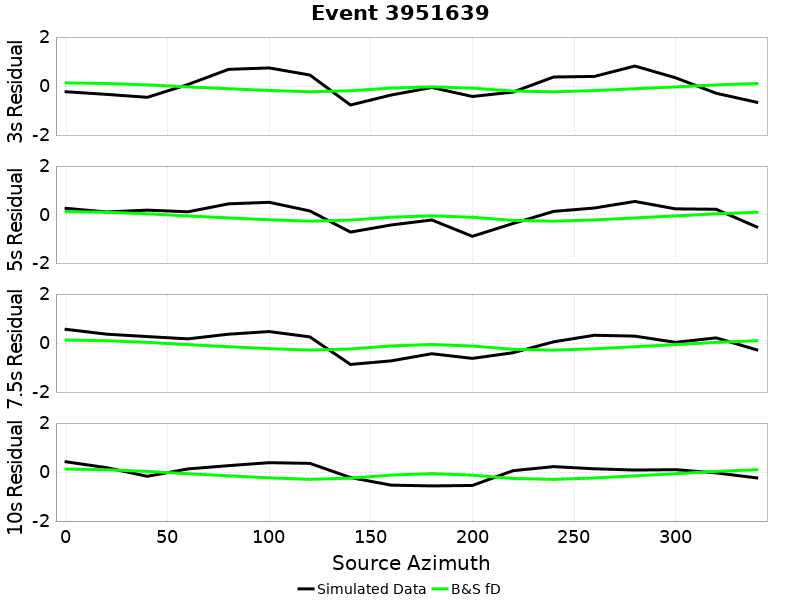 Event 3951639
3s Residual
2
0
-2
5s Residual
2
0
-2
7.5s Residual
2
0
-2
10s Residual
2
0
-2
0 50 100 150 200 250 300
Source Azimuth
Simulated Data B&S fD